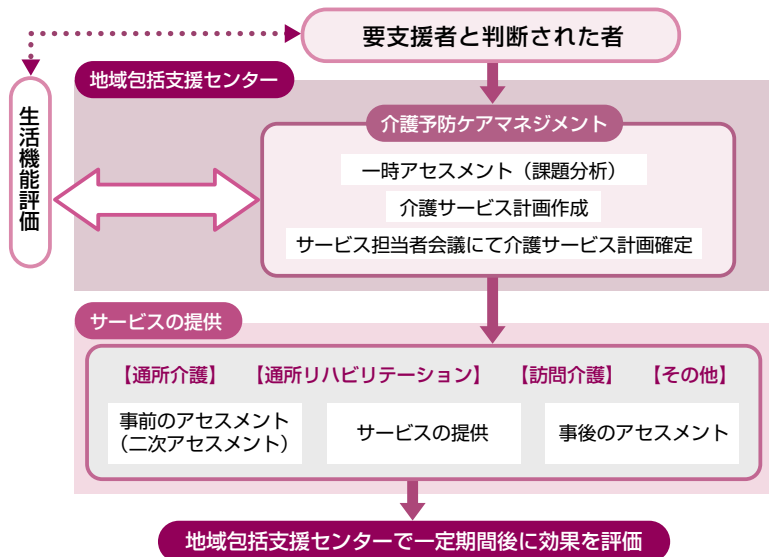 要支援者と判断された者
地域包括支援センター
生活機能評価
介護予防ケアマネジメント
一時アセスメント（課題分析）
介護サービス計画作成
サービス担当者会議にて介護サービス計画確定
サービスの提供
【通所介護】 【通所リハビリテーション】 【訪問介護】 【その他】
事前のアセスメント
（二次アセスメント）
サービスの提供
事後のアセスメント
地域包括支援センターで一定期間後に効果を評価